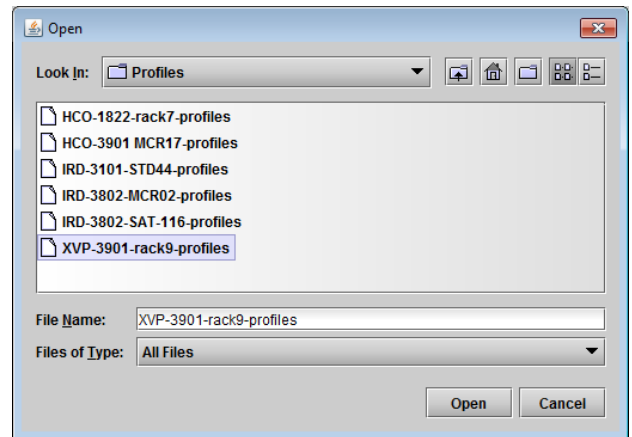 Open
Look In: Profiles
HCO-1822-rack7-profiles
HCO-3901 MCR17-profiles
IRD-3101-STD44-profiles
IRD-3802-MCR02-profiles
IRD-3802-SAT-116-profiles
XVP-3901-rack9-profiles
File Name: XVP-3901-rack9-profiles
Files of Type: All Files
Open Cancel